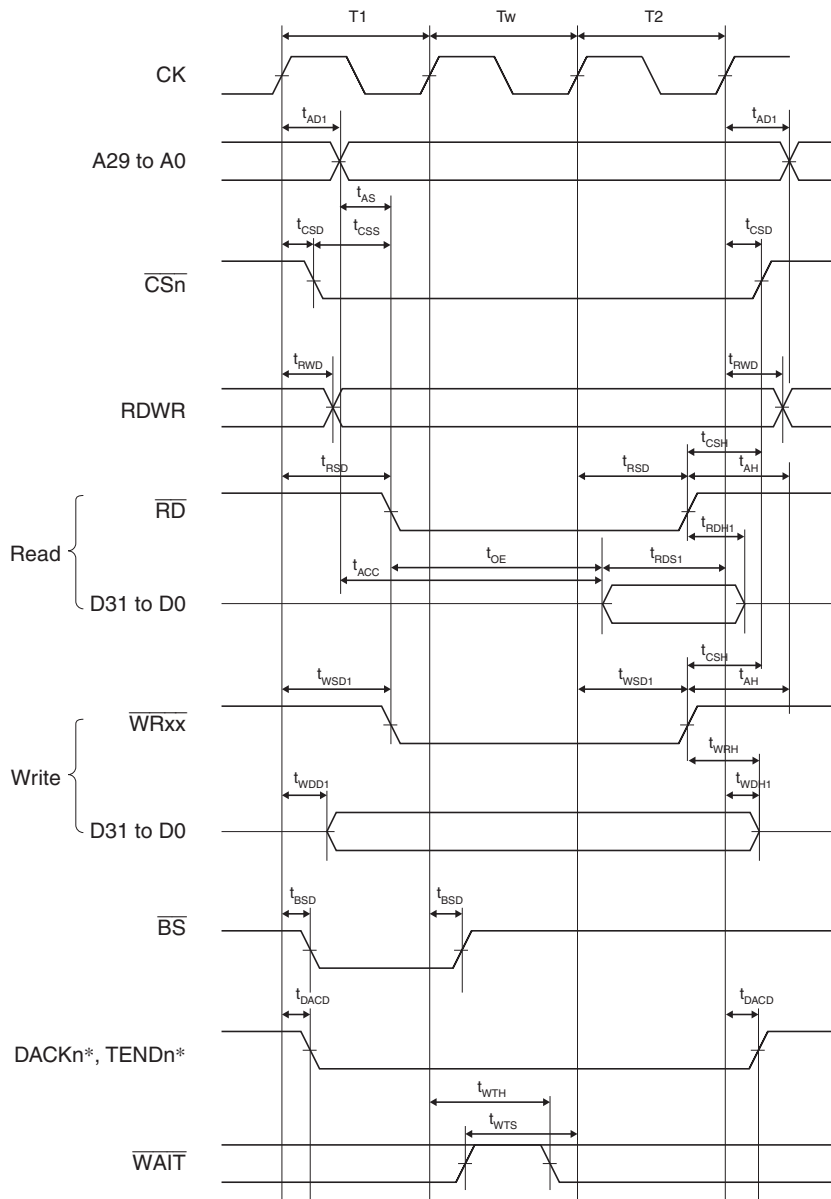 T1 Tw T2
CK
tAD1 tAD1
A29 to A0
tAS
tCSD tCSS tCSD
CSn
tRWD tRWD
RDWR
tCSH
tRSD tRSD tAH
RD
tRDH1
Read
tOE tRDS1
tACC
D31 to D0
tCSH
tWSD1 tWSD1 tAH
WRxx
tWRH
Write
tWDD1 tWDH1
D31 to D0
tBSD tBSD
BS
tDACD tDACD
DACKn*, TENDn*
tWTH
tWTS
WAIT